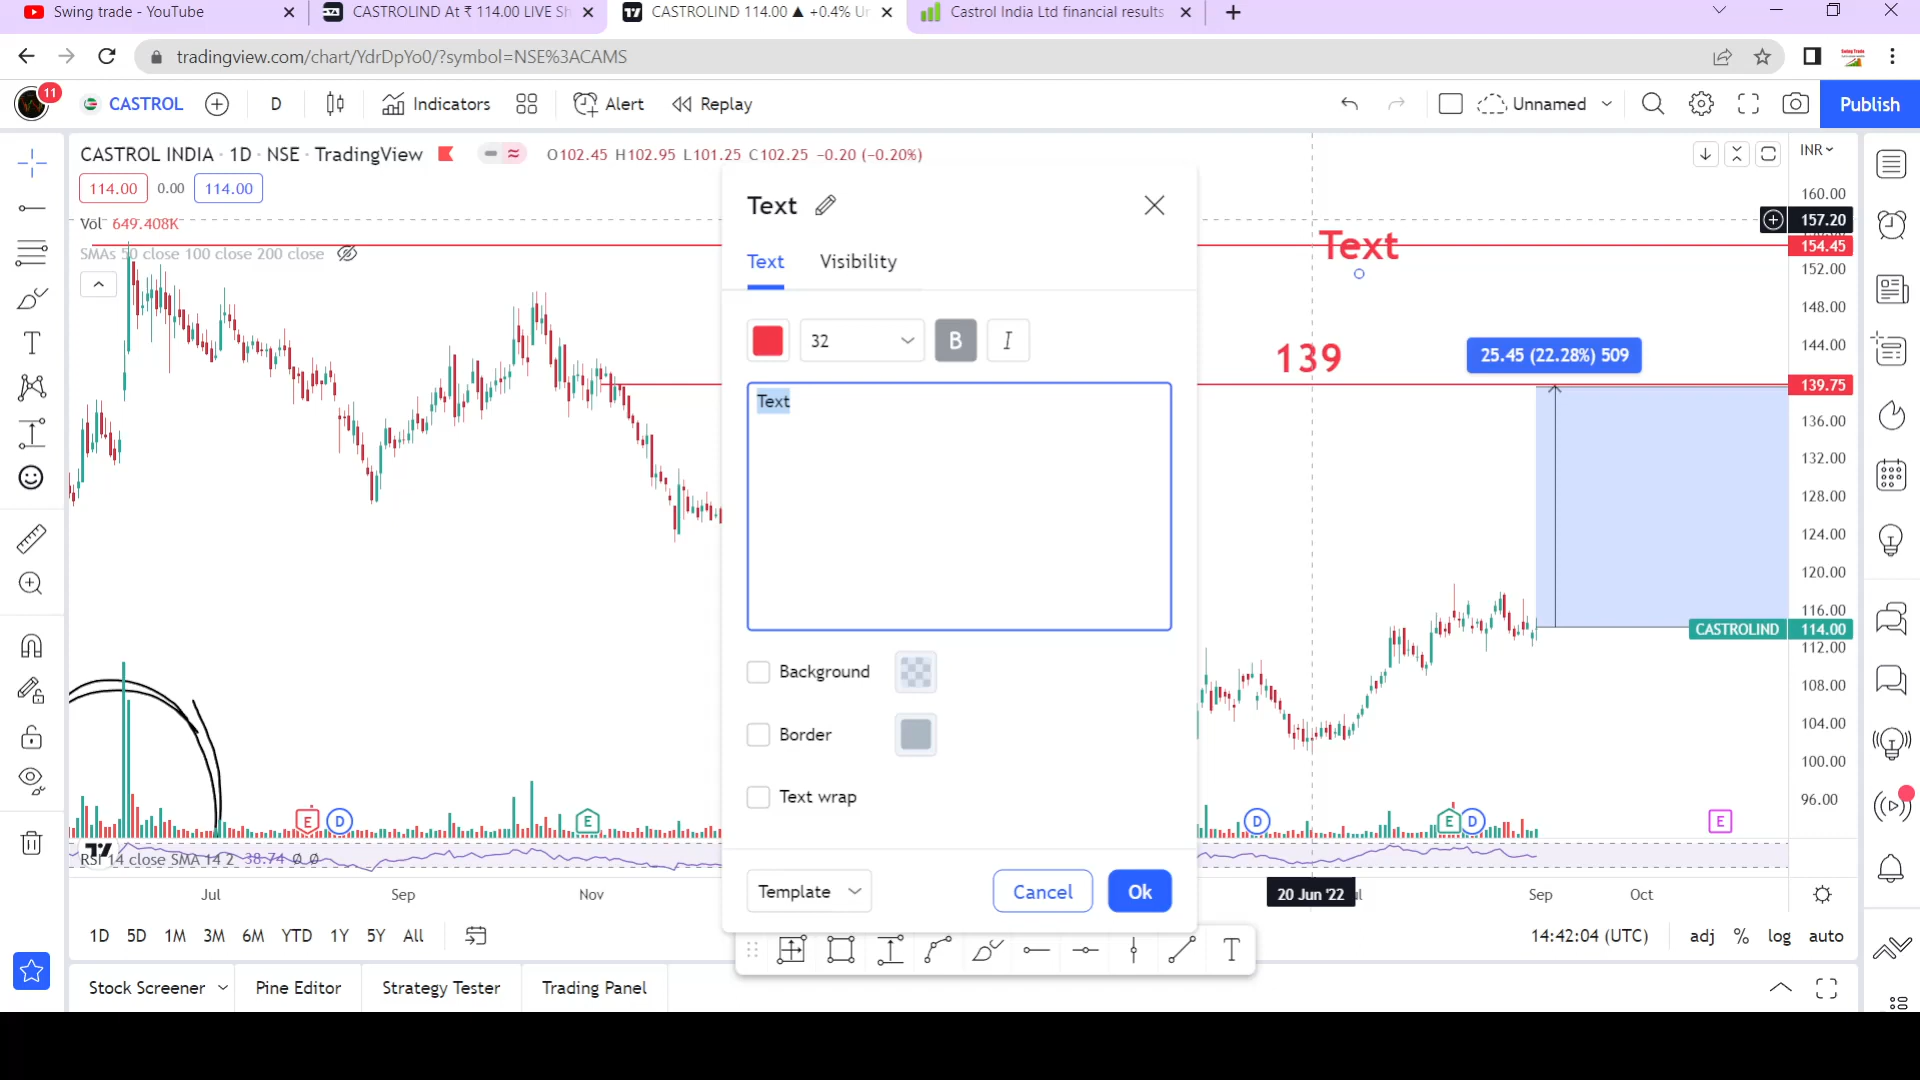 Swing trade - YouTube
CASTROLIND At ₹ 114.00 LIVE Sh
CASTROLIND 114.00 ▲ +0.4% Ur
Castrol India Ltd financial results
tradingview.com/chart/YdrDpYo0/?symbol=NSE%3ACAMS
11
CASTROL
D
Indicators
Alert
Replay
Unnamed
Publish
CASTROL INDIA · 1D · NSE · TradingView
O102.45 H102.95 L101.25 C102.25 −0.20 (−0.20%)
INR
114.00 0.00 114.00
Vol 649.408K
SMAs 50 close 100 close 200 close
Text
Text
Visibility
32
B
I
Text
Background
Border
Text wrap
Template
Cancel
Ok
Text
139
25.45 (22.28%) 509
160.00
157.20
154.45
152.00
148.00
144.00
139.75
136.00
132.00
128.00
124.00
120.00
116.00
CASTROLIND 114.00
112.00
108.00
104.00
100.00
96.00
E
D
E
D
E
D
E
RSI 14 close SMA 14 2 38.74 ∅ ∅
Jul
Sep
Nov
20 Jun '22
Sep
Oct
1D 5D 1M 3M 6M YTD 1Y 5Y All
14:42:04 (UTC)
adj
%
log
auto
T
Stock Screener
Pine Editor
Strategy Tester
Trading Panel